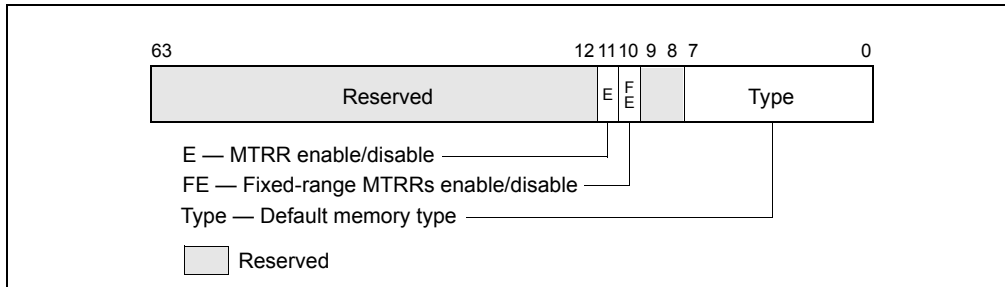 63 12 11 10 9 8 7 0
Reserved E FE Type
E — MTRR enable/disable
FE — Fixed-range MTRRs enable/disable
Type — Default memory type
Reserved